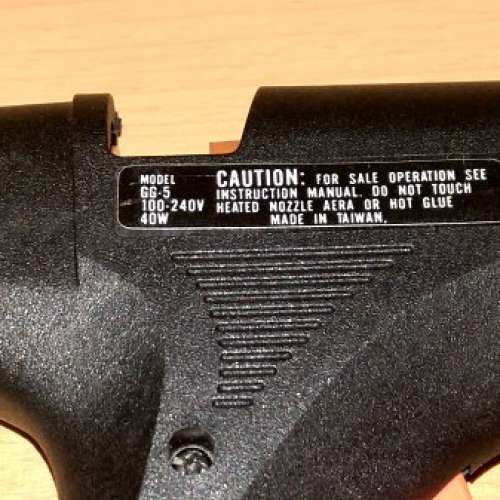 MODEL
GG-5
100-240V
40W
CAUTION: FOR SALE OPERATION SEE
INSTRUCTION MANUAL. DO NOT TOUCH
HEATED NOZZLE AERA OR HOT GLUE
MADE IN TAIWAN.